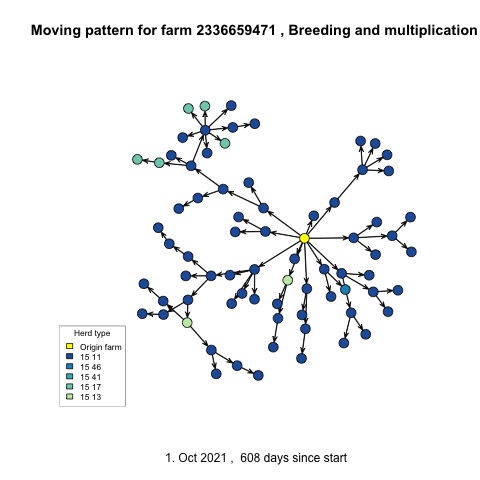 Moving pattern for farm 2336659471 , Breeding and multiplication
Herd type
Origin farm
15 11
15 46
15 41
15 17
15 13
1. Oct 2021 ,  608 days since start